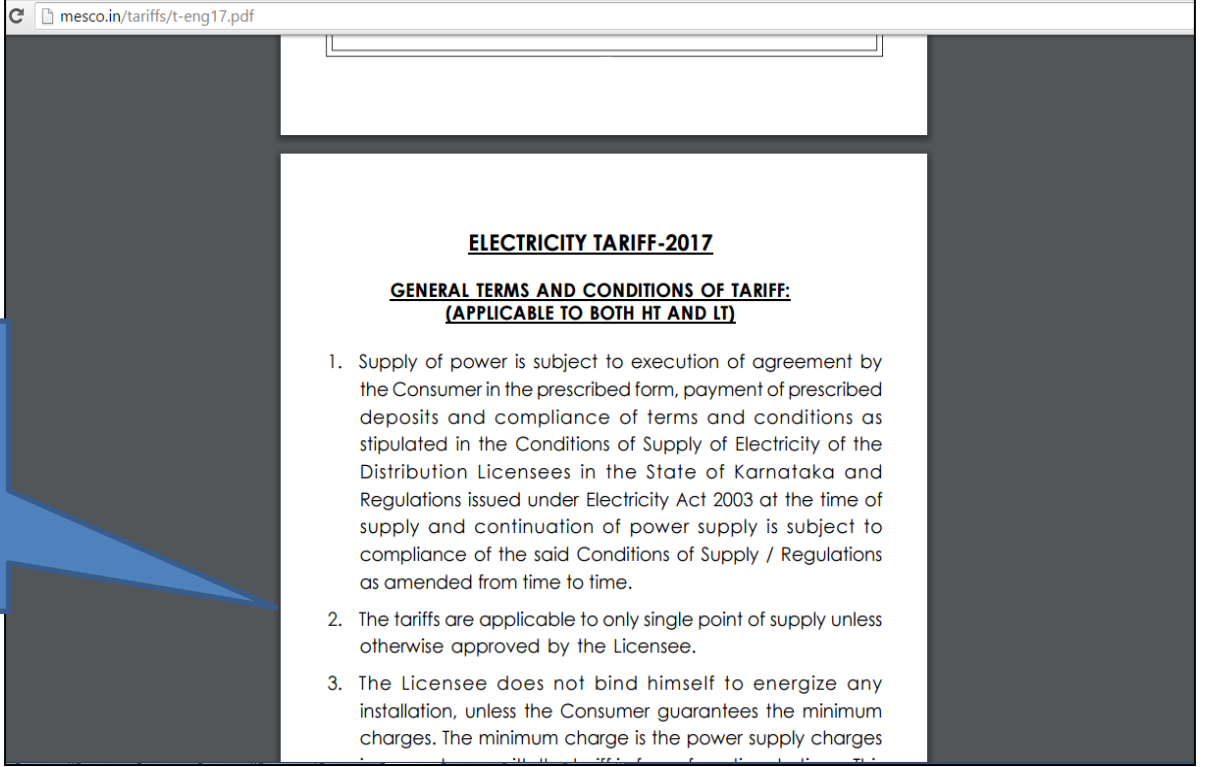 mesco.in/tariffs/t-eng17.pdf
ELECTRICITY TARIFF-2017
GENERAL TERMS AND CONDITIONS OF TARIFF:
(APPLICABLE TO BOTH HT AND LT)
1. Supply of power is subject to execution of agreement by
the Consumer in the prescribed form, payment of prescribed
deposits and compliance of terms and conditions as
stipulated in the Conditions of Supply of Electricity of the
Distribution Licensees in the State of Karnataka and
Regulations issued under Electricity Act 2003 at the time of
supply and continuation of power supply is subject to
compliance of the said Conditions of Supply / Regulations
as amended from time to time.
2. The tariffs are applicable to only single point of supply unless
otherwise approved by the Licensee.
3. The Licensee does not bind himself to energize any
installation, unless the Consumer guarantees the minimum
charges. The minimum charge is the power supply charges